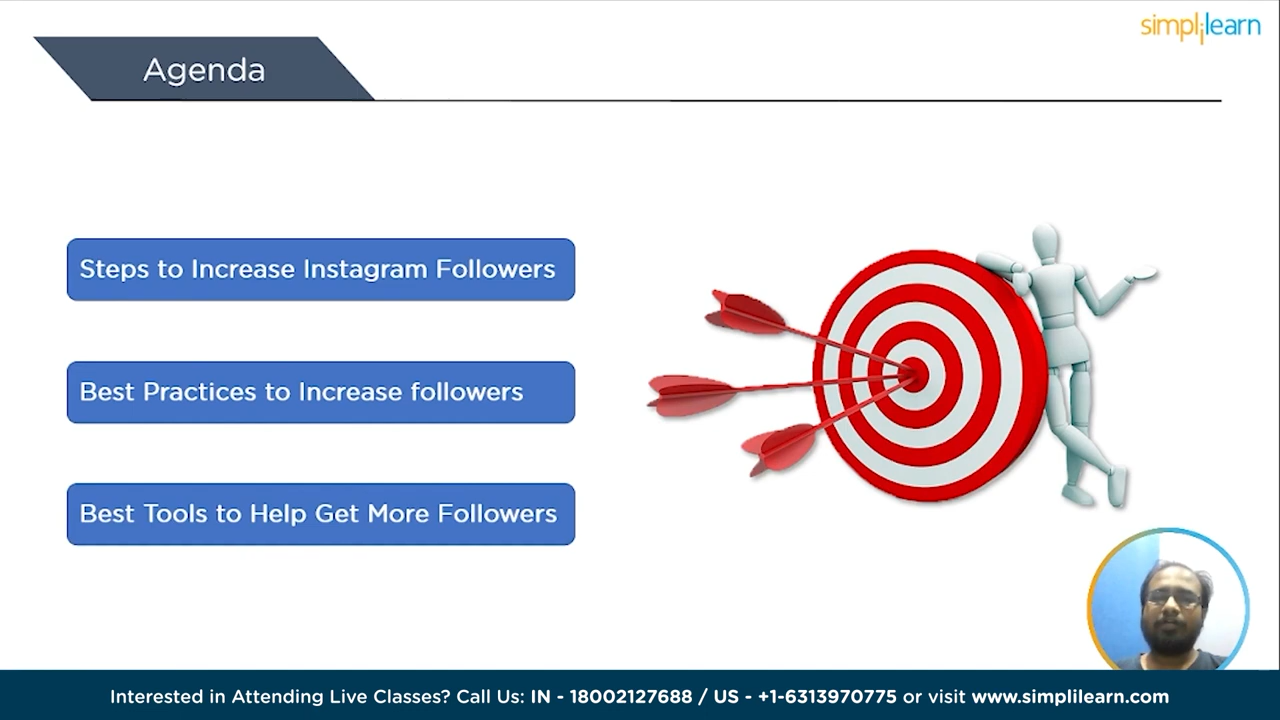 simplilearn
Agenda
Steps to Increase Instagram Followers
Best Practices to Increase followers
Best Tools to Help Get More Followers
Interested in Attending Live Classes? Call Us: IN - 18002127688 / US - +1-6313970775 or visit www.simplilearn.com